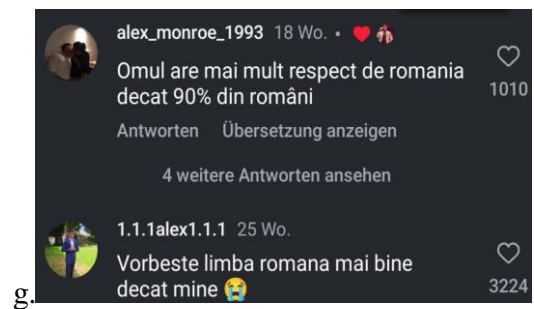 alex_monroe_1993 18 Wo. • ❤️
Omul are mai mult respect de romania
decat 90% din români
1010
Antworten Übersetzung anzeigen
4 weitere Antworten ansehen
1.1.1alex1.1.1 25 Wo.
Vorbeste limba romana mai bine
decat mine 😭
3224
g.